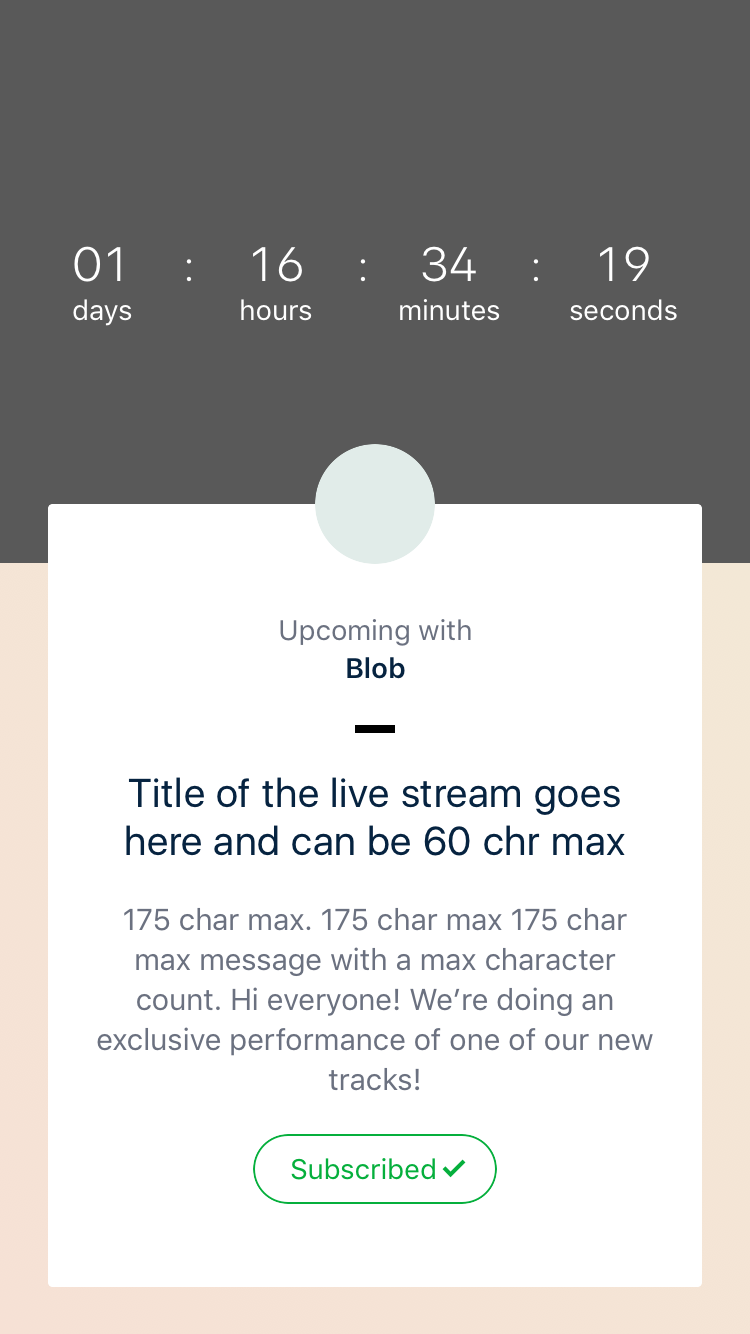 01 : 16 : 34 : 19
days hours minutes seconds
Upcoming with
Blob
Title of the live stream goes
here and can be 60 chr max
175 char max. 175 char max 175 char
max message with a max character
count. Hi everyone! We’re doing an
exclusive performance of one of our new
tracks!
Subscribed